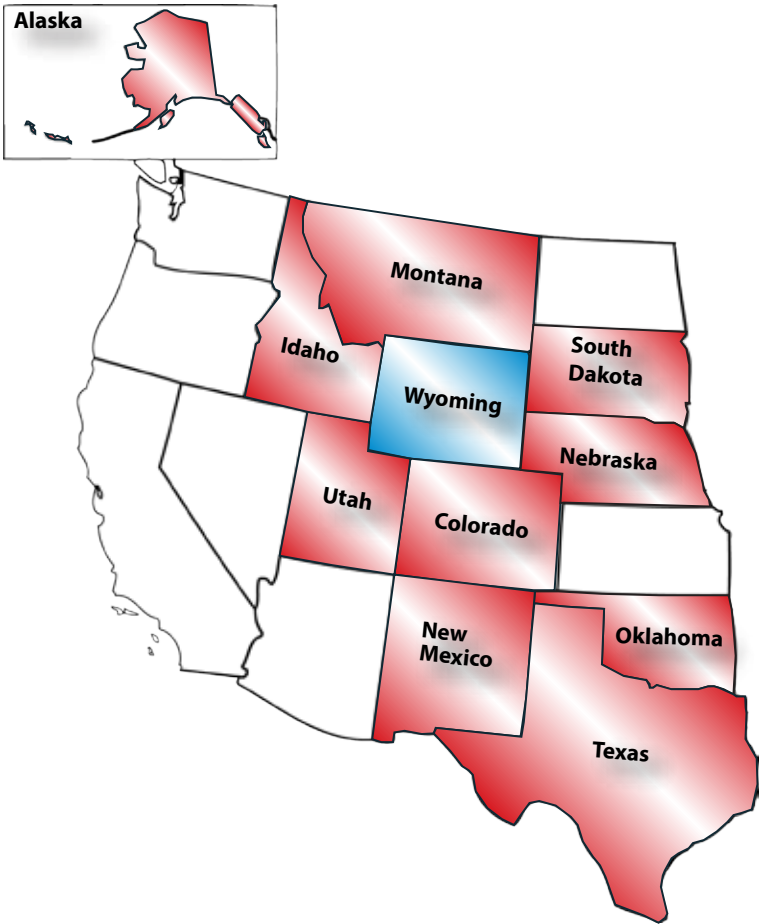 Alaska
Montana
Idaho
South
Dakota
Wyoming
Nebraska
Utah
Colorado
New
Mexico
Oklahoma
Texas